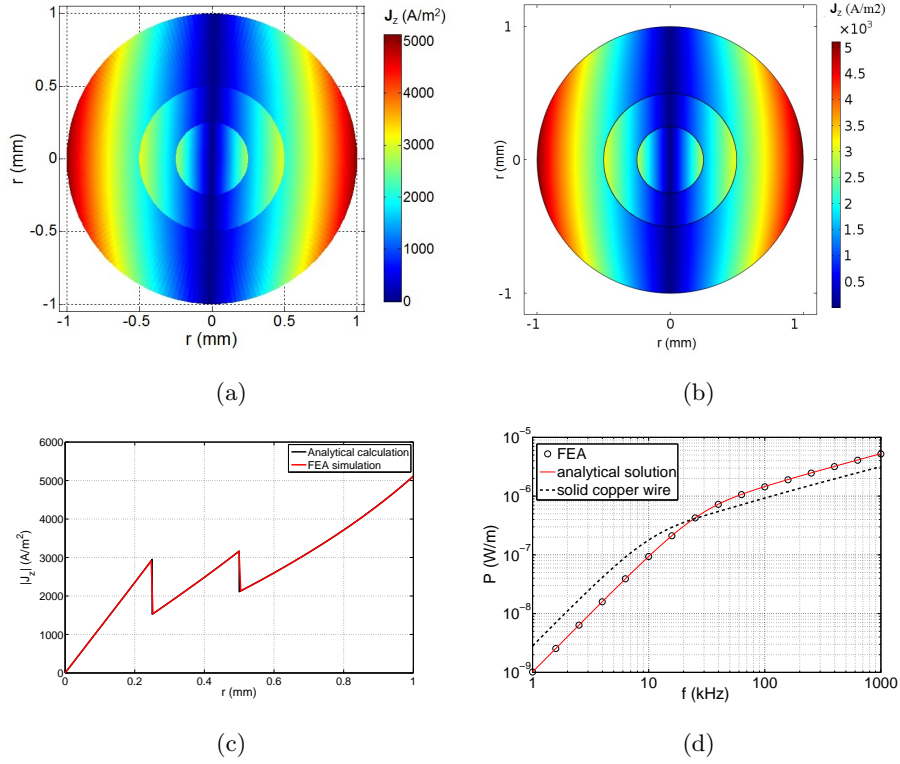 J_z (A/m²)
5000
4000
3000
2000
1000
0
1
0.5
0
-0.5
-1
r (mm)
-1 -0.5 0 0.5 1
r (mm)
(a)
J_z (A/m2)
×10³
5
4.5
4
3.5
3
2.5
2
1.5
1
0.5
1
0
-1
r (mm)
-1 0 1
r (mm)
(b)
6000
5000
4000
3000
2000
1000
0
|J_z| (A/m²)
Analytical calculation
FEA simulation
0 0.2 0.4 0.6 0.8 1
r (mm)
(c)
10⁻⁵
10⁻⁶
10⁻⁷
10⁻⁸
10⁻⁹
P (W/m)
FEA
analytical solution
solid copper wire
1 10 100 1000
f (kHz)
(d)